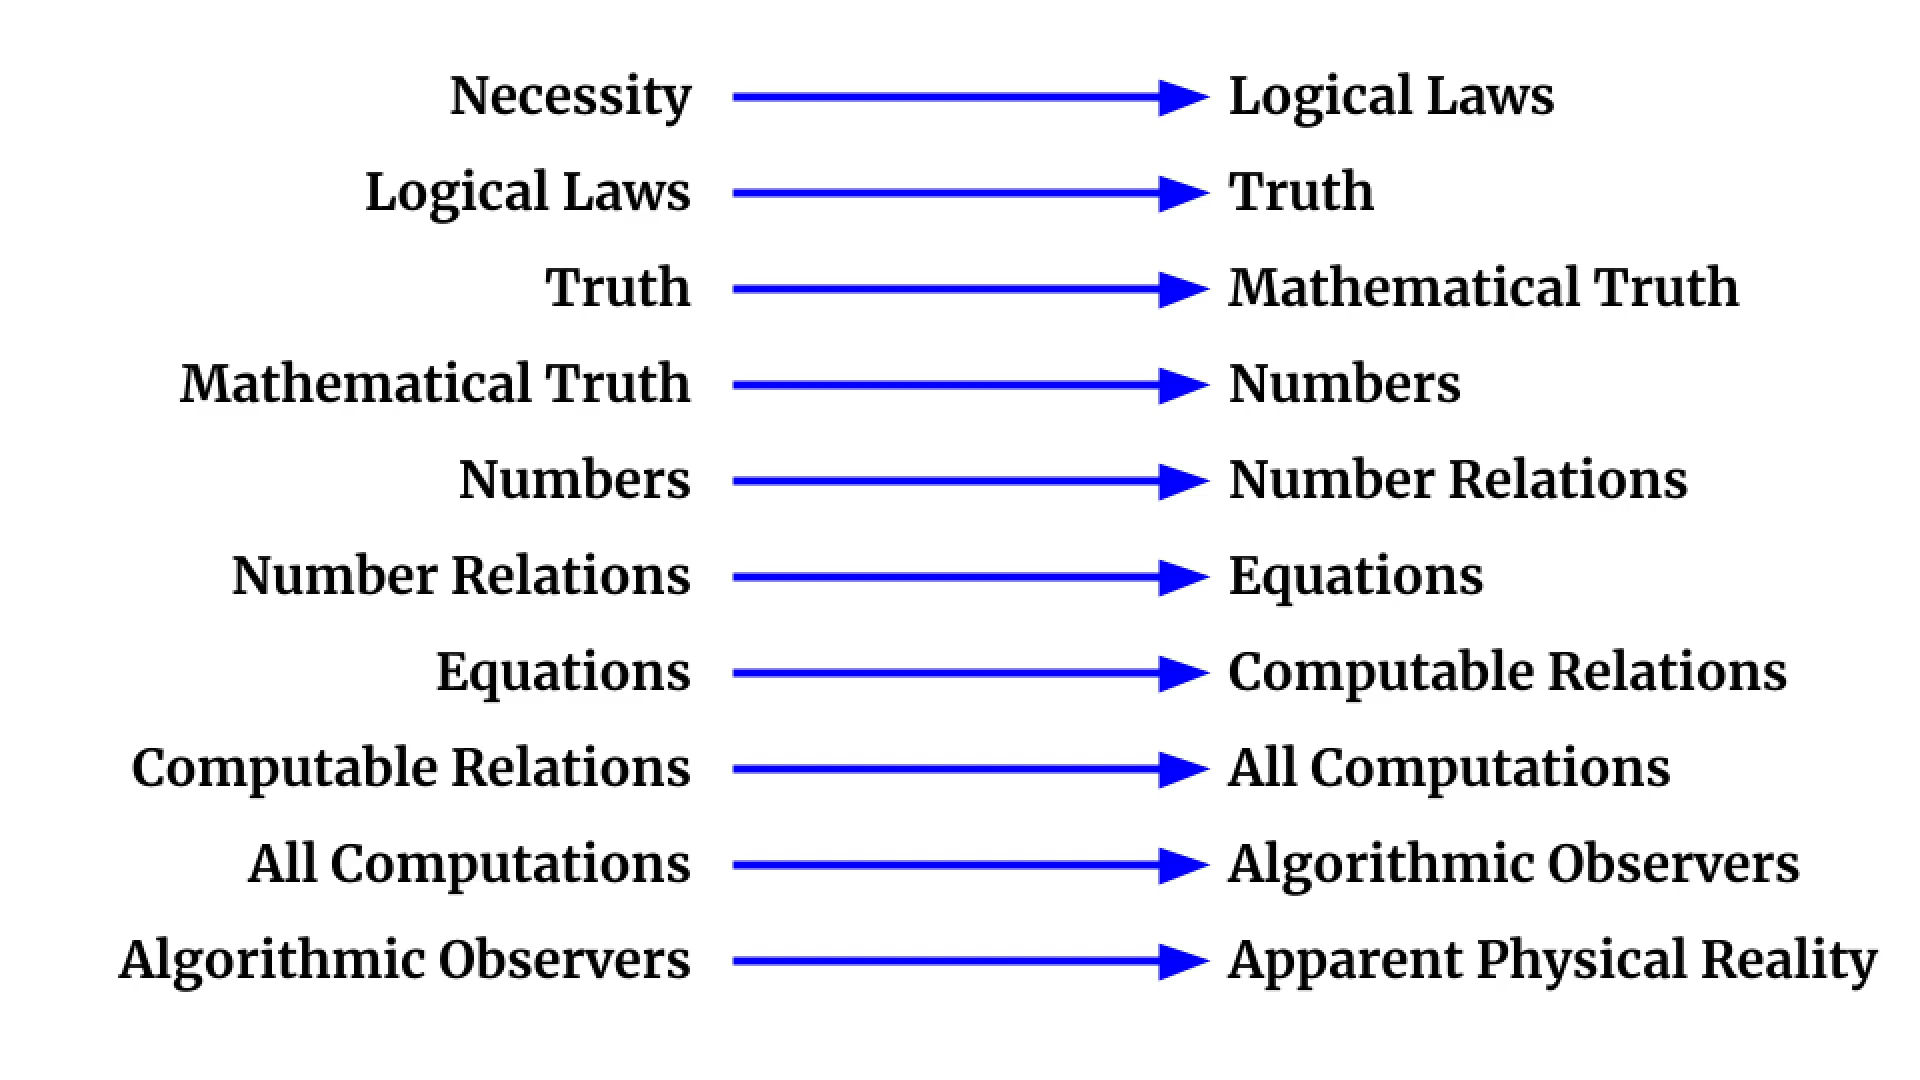 Necessity Logical Laws
Logical Laws Truth
Truth Mathematical Truth
Mathematical Truth Numbers
Numbers Number Relations
Number Relations Equations
Equations Computable Relations
Computable Relations All Computations
All Computations Algorithmic Observers
Algorithmic Observers Apparent Physical Reality